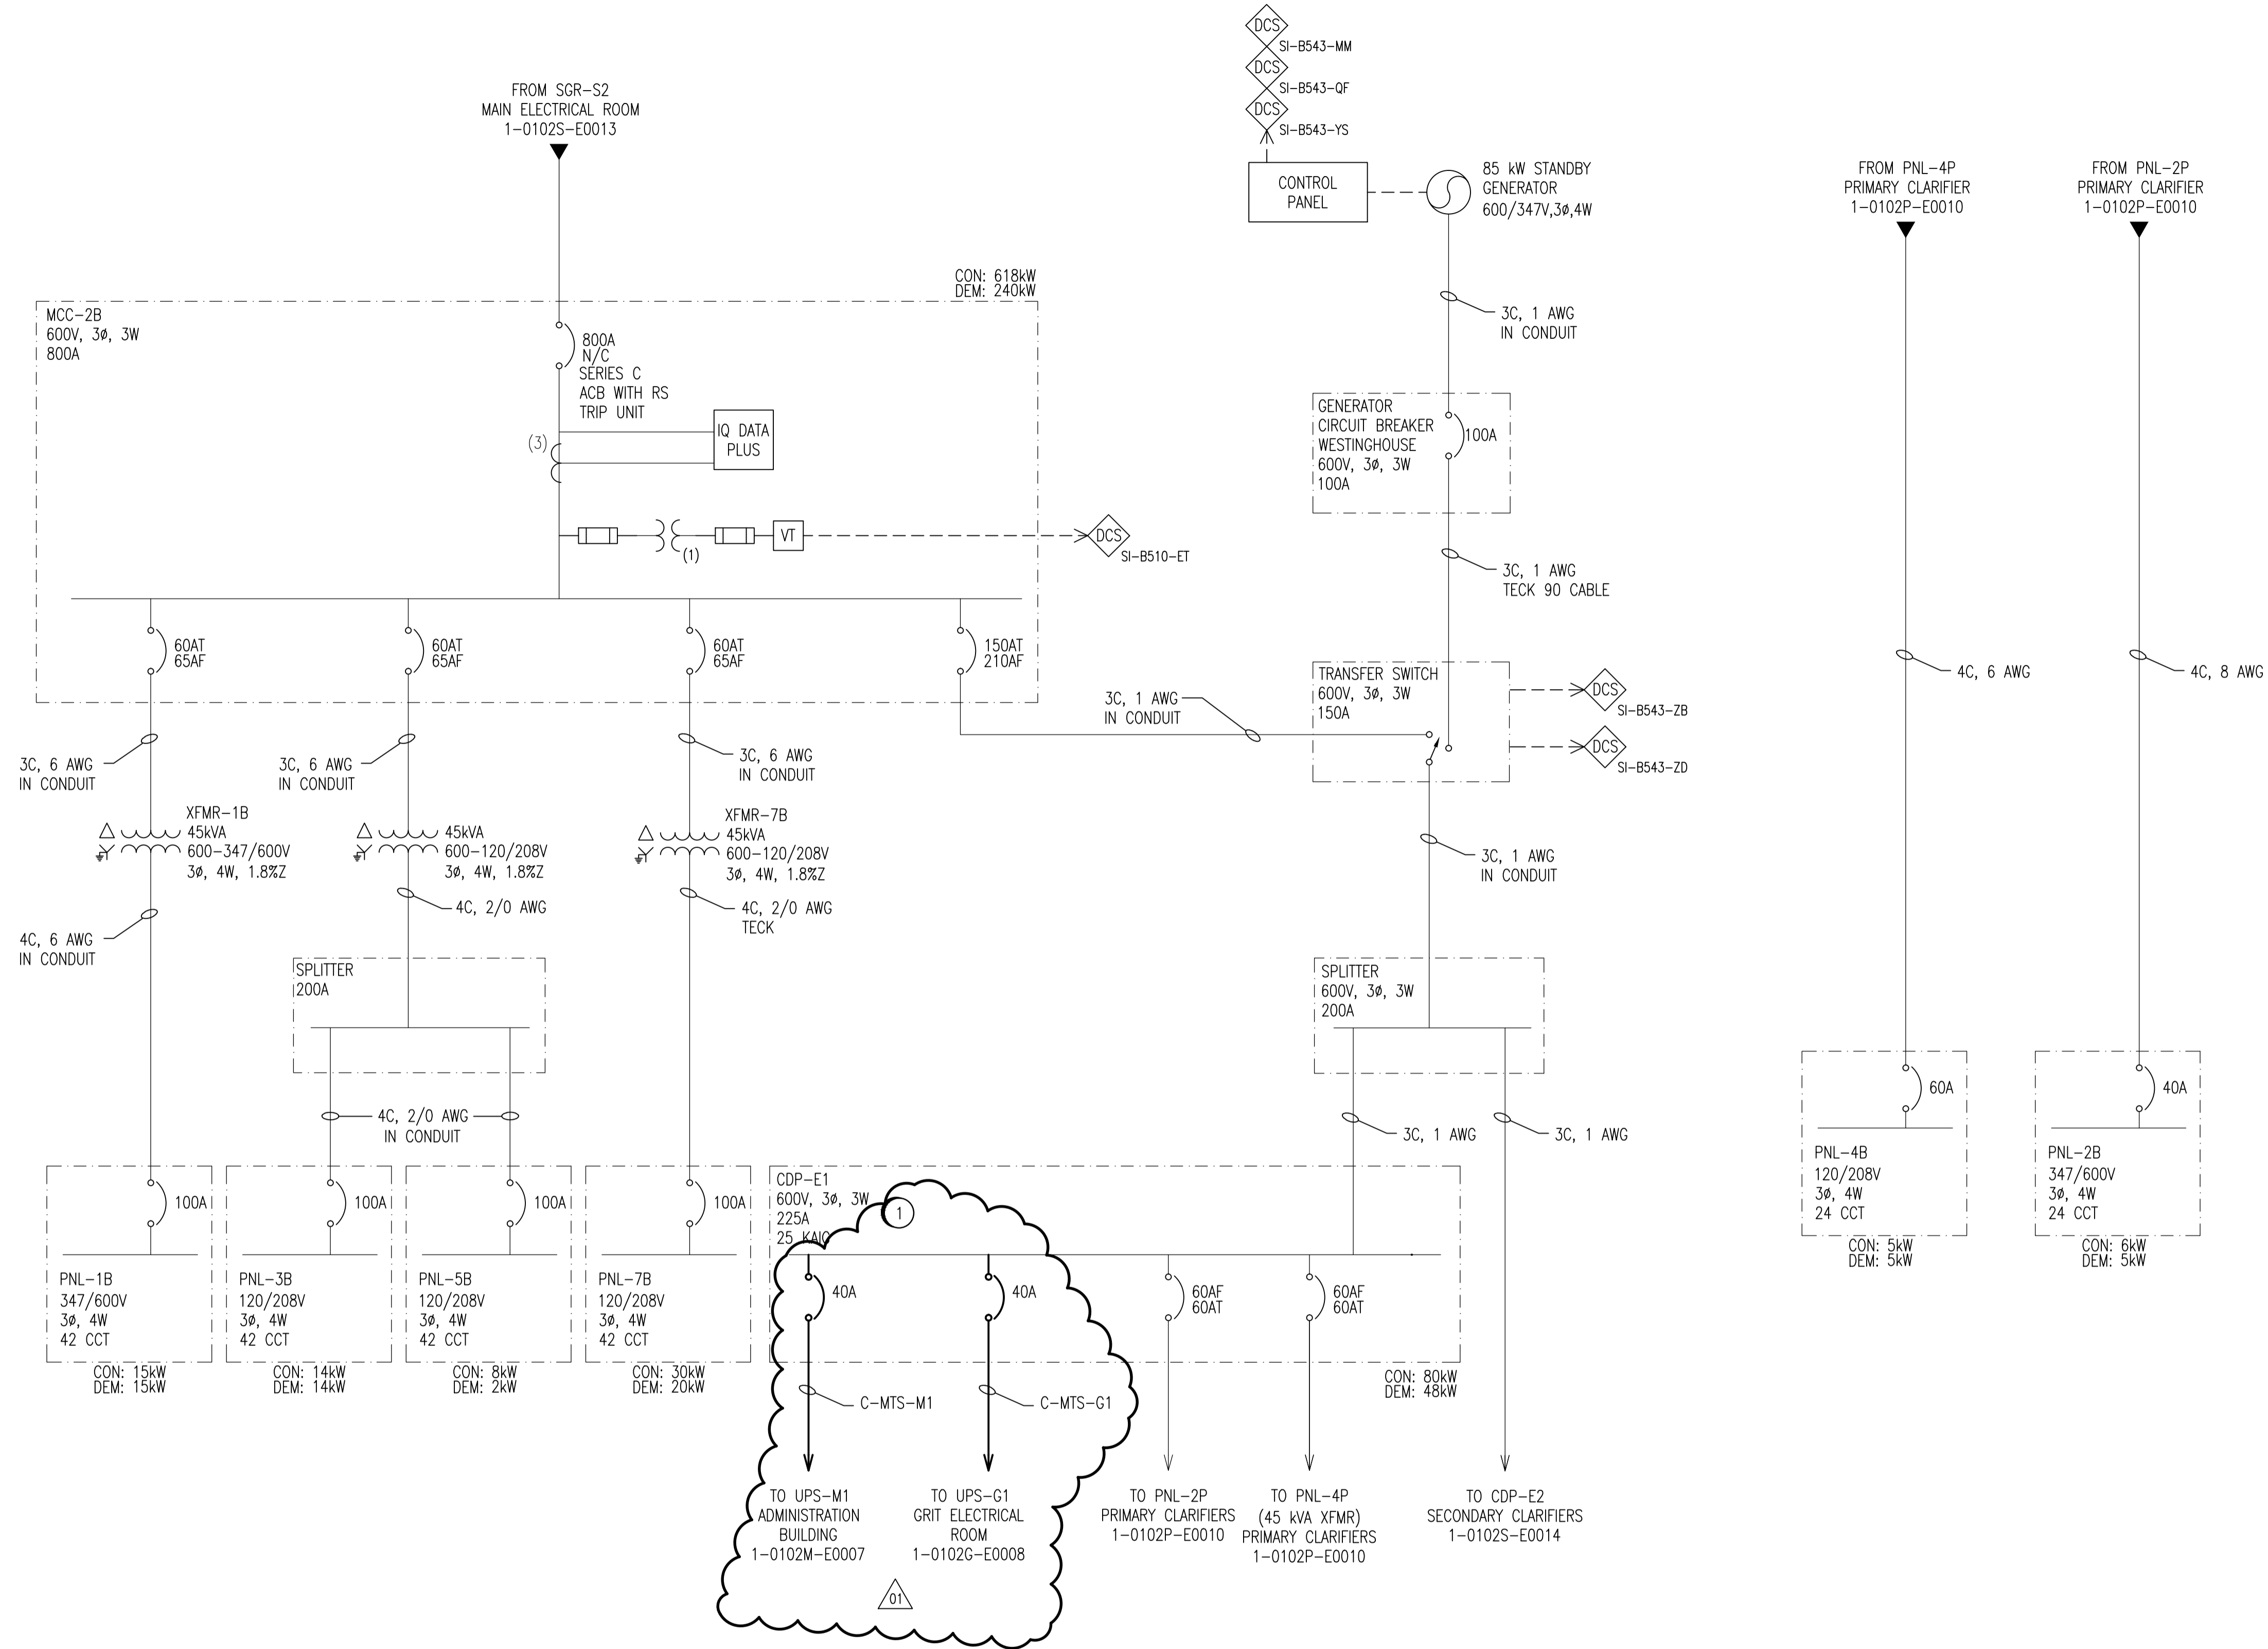 DCS
SI-B543-MM
DCS
SI-B543-QF
DCS
SI-B543-YS
FROM SGR-S2
MAIN ELECTRICAL ROOM
1-0102S-E0013
CONTROL
PANEL
85 kW STANDBY
GENERATOR
600/347V,3ø,4W
FROM PNL-4P
PRIMARY CLARIFIER
1-0102P-E0010
FROM PNL-2P
PRIMARY CLARIFIER
1-0102P-E0010
CON: 618kW
DEM: 240kW
MCC-2B
600V, 3ø, 3W
800A
800A
N/C
SERIES C
ACB WITH RS
TRIP UNIT
(3)
IQ DATA
PLUS
(1)
VT
DCS
SI-B510-ET
3C, 1 AWG
IN CONDUIT
GENERATOR
CIRCUIT BREAKER
WESTINGHOUSE
600V, 3ø, 3W
100A
100A
3C, 1 AWG
TECK 90 CABLE
60AT
65AF
60AT
65AF
60AT
65AF
150AT
210AF
3C, 1 AWG
IN CONDUIT
TRANSFER SWITCH
600V, 3ø, 3W
150A
DCS
SI-B543-ZB
DCS
SI-B543-ZD
4C, 6 AWG
4C, 8 AWG
3C, 6 AWG
IN CONDUIT
3C, 6 AWG
IN CONDUIT
3C, 6 AWG
IN CONDUIT
XFMR-1B
45kVA
600-347/600V
3ø, 4W, 1.8%Z
45kVA
600-120/208V
3ø, 4W, 1.8%Z
XFMR-7B
45kVA
600-120/208V
3ø, 4W, 1.8%Z
3C, 1 AWG
IN CONDUIT
4C, 6 AWG
IN CONDUIT
4C, 2/0 AWG
4C, 2/0 AWG
TECK
SPLITTER
200A
SPLITTER
600V, 3ø, 3W
200A
4C, 2/0 AWG
IN CONDUIT
3C, 1 AWG
3C, 1 AWG
60A
PNL-4B
120/208V
3ø, 4W
24 CCT
CON: 5kW
DEM: 5kW
40A
PNL-2B
347/600V
3ø, 4W
24 CCT
CON: 6kW
DEM: 5kW
100A
PNL-1B
347/600V
3ø, 4W
42 CCT
CON: 15kW
DEM: 15kW
100A
PNL-3B
120/208V
3ø, 4W
42 CCT
CON: 14kW
DEM: 14kW
100A
PNL-5B
120/208V
3ø, 4W
42 CCT
CON: 8kW
DEM: 2kW
100A
PNL-7B
120/208V
3ø, 4W
42 CCT
CON: 30kW
DEM: 20kW
CDP-E1
600V, 3ø, 3W
225A
25 KAIC
1
40A
40A
60AF
60AT
60AF
60AT
CON: 80kW
DEM: 48kW
C-MTS-M1
C-MTS-G1
TO UPS-M1
ADMINISTRATION
BUILDING
1-0102M-E0007
TO UPS-G1
GRIT ELECTRICAL
ROOM
1-0102G-E0008
TO PNL-2P
PRIMARY CLARIFIERS
1-0102P-E0010
TO PNL-4P
(45 kVA XFMR)
PRIMARY CLARIFIERS
1-0102P-E0010
TO CDP-E2
SECONDARY CLARIFIERS
1-0102S-E0014
01